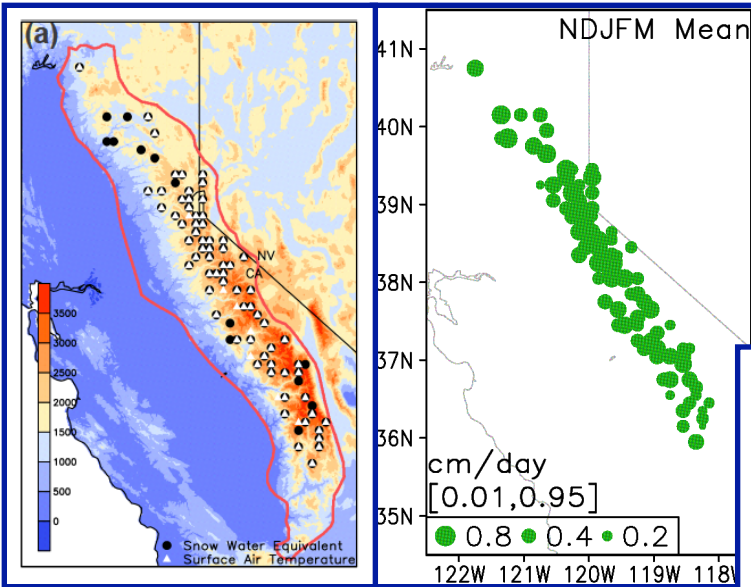 (a)
NV
CA
3500
3000
2500
2000
1500
1000
500
0
Snow Water Equivalent
Surface Air Temperature
NDJFM Mean
41N
40N
39N
38N
37N
36N
35N
cm/day
[0.01,0.95]
0.8 0.4 0.2
122W 121W 120W 119W 118W